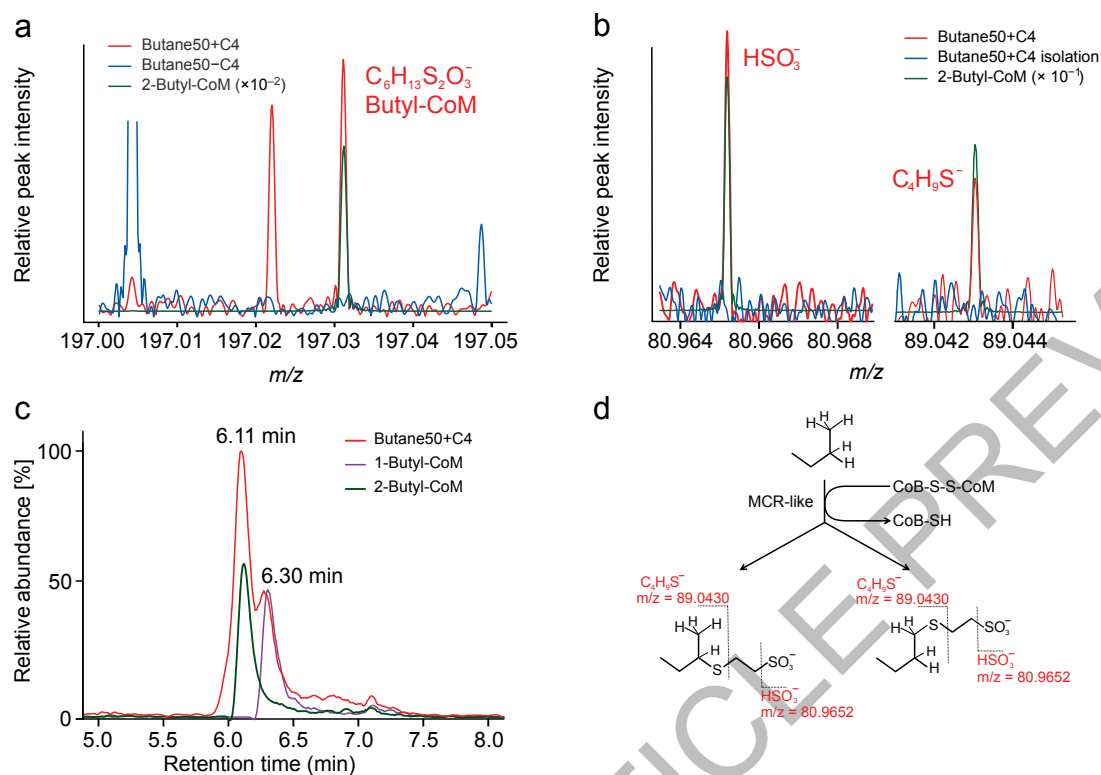 a
Butane50+C4
Butane50−C4
2-Butyl-CoM (×10⁻²)
C₆H₁₃S₂O₃⁻
Butyl-CoM
Relative peak intensity
197.00 197.01 197.02 197.03 197.04 197.05
m/z
b
Butane50+C4
Butane50+C4 isolation
2-Butyl-CoM (× 10⁻¹)
HSO₃⁻
C₄H₉S⁻
Relative peak intensity
80.964 80.966 80.968 89.042 89.044
m/z
c
6.11 min
6.30 min
Butane50+C4
1-Butyl-CoM
2-Butyl-CoM
Relative abundance [%]
100
50
0
5.0 5.5 6.0 6.5 7.0 7.5 8.0
Retention time (min)
d
H
H
H
H
H
MCR-like
CoB-S-S-CoM
CoB-SH
C₄H₉S⁻
m/z = 89.0430
H
H
H
H
S
SO₃⁻
HSO₃⁻
m/z = 80.9652
C₄H₉S⁻
m/z = 89.0430
H
H
S
SO₃⁻
H
H
HSO₃⁻
m/z = 80.9652